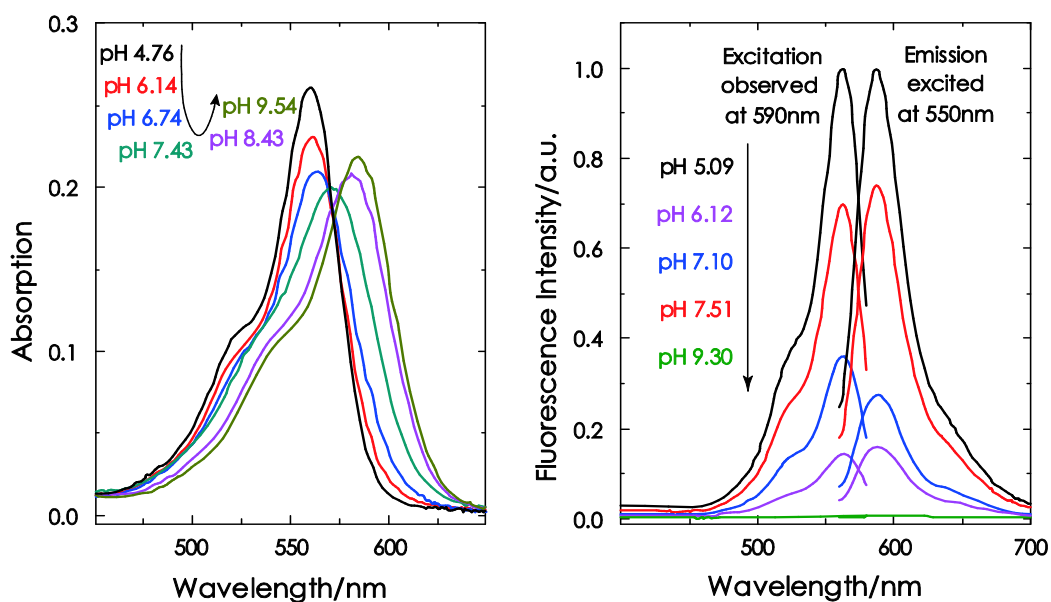 0.3
0.2
0.1
0.0
Absorption
pH 4.76
pH 6.14
pH 6.74
pH 7.43
pH 9.54
pH 8.43
500
550
600
Wavelength/nm
1.0
0.8
0.6
0.4
0.2
0.0
Fluorescence Intensity/a.u.
Excitation
observed
at 590nm
Emission
excited
at 550nm
pH 5.09
pH 6.12
pH 7.10
pH 7.51
pH 9.30
500
600
700
Wavelength/nm